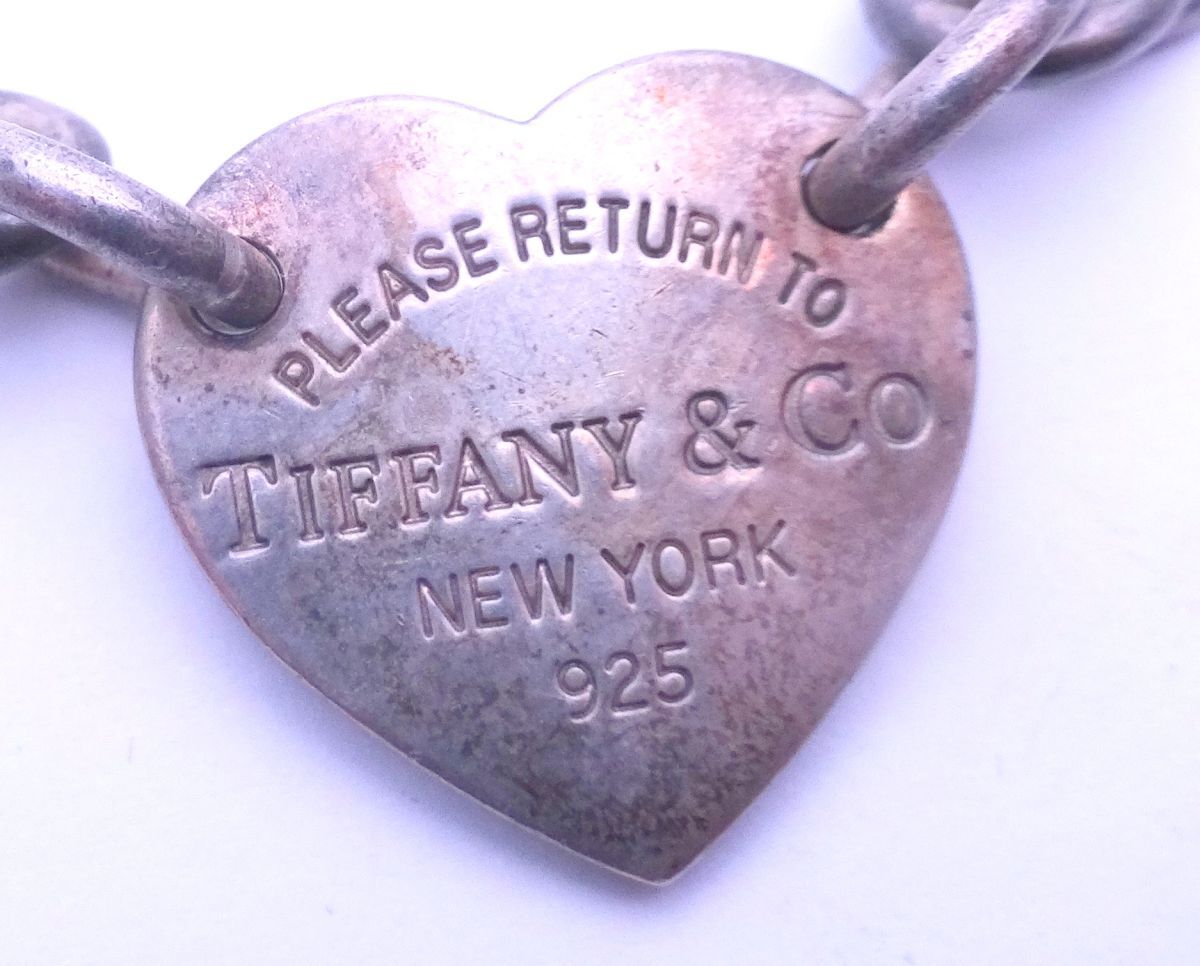 PLEASE RETURN TO
TIFFANY & CO
NEW YORK
925